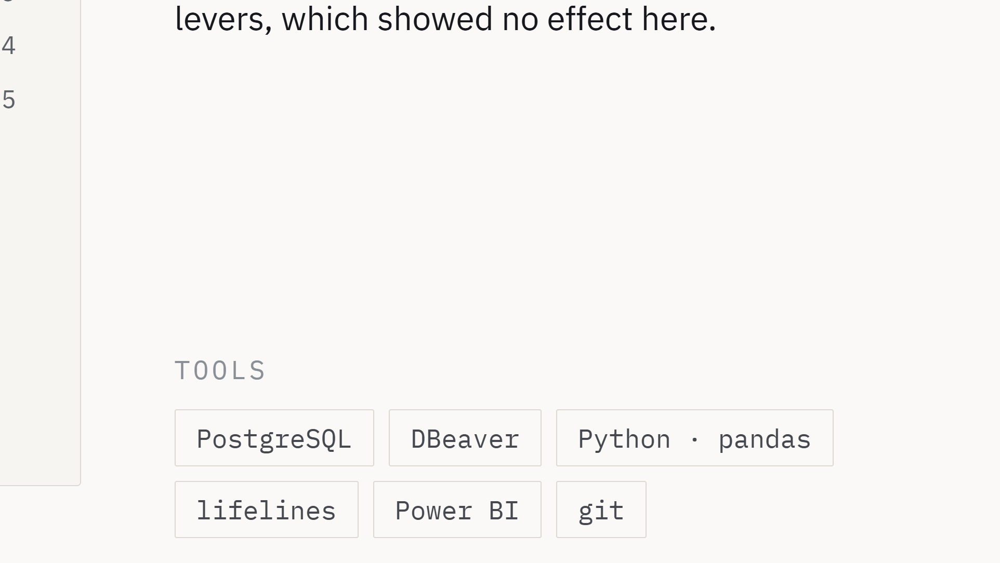 levers, which showed no effect here.
4
5
TOOLS
PostgreSQL
DBeaver
Python · pandas
lifelines
Power BI
git